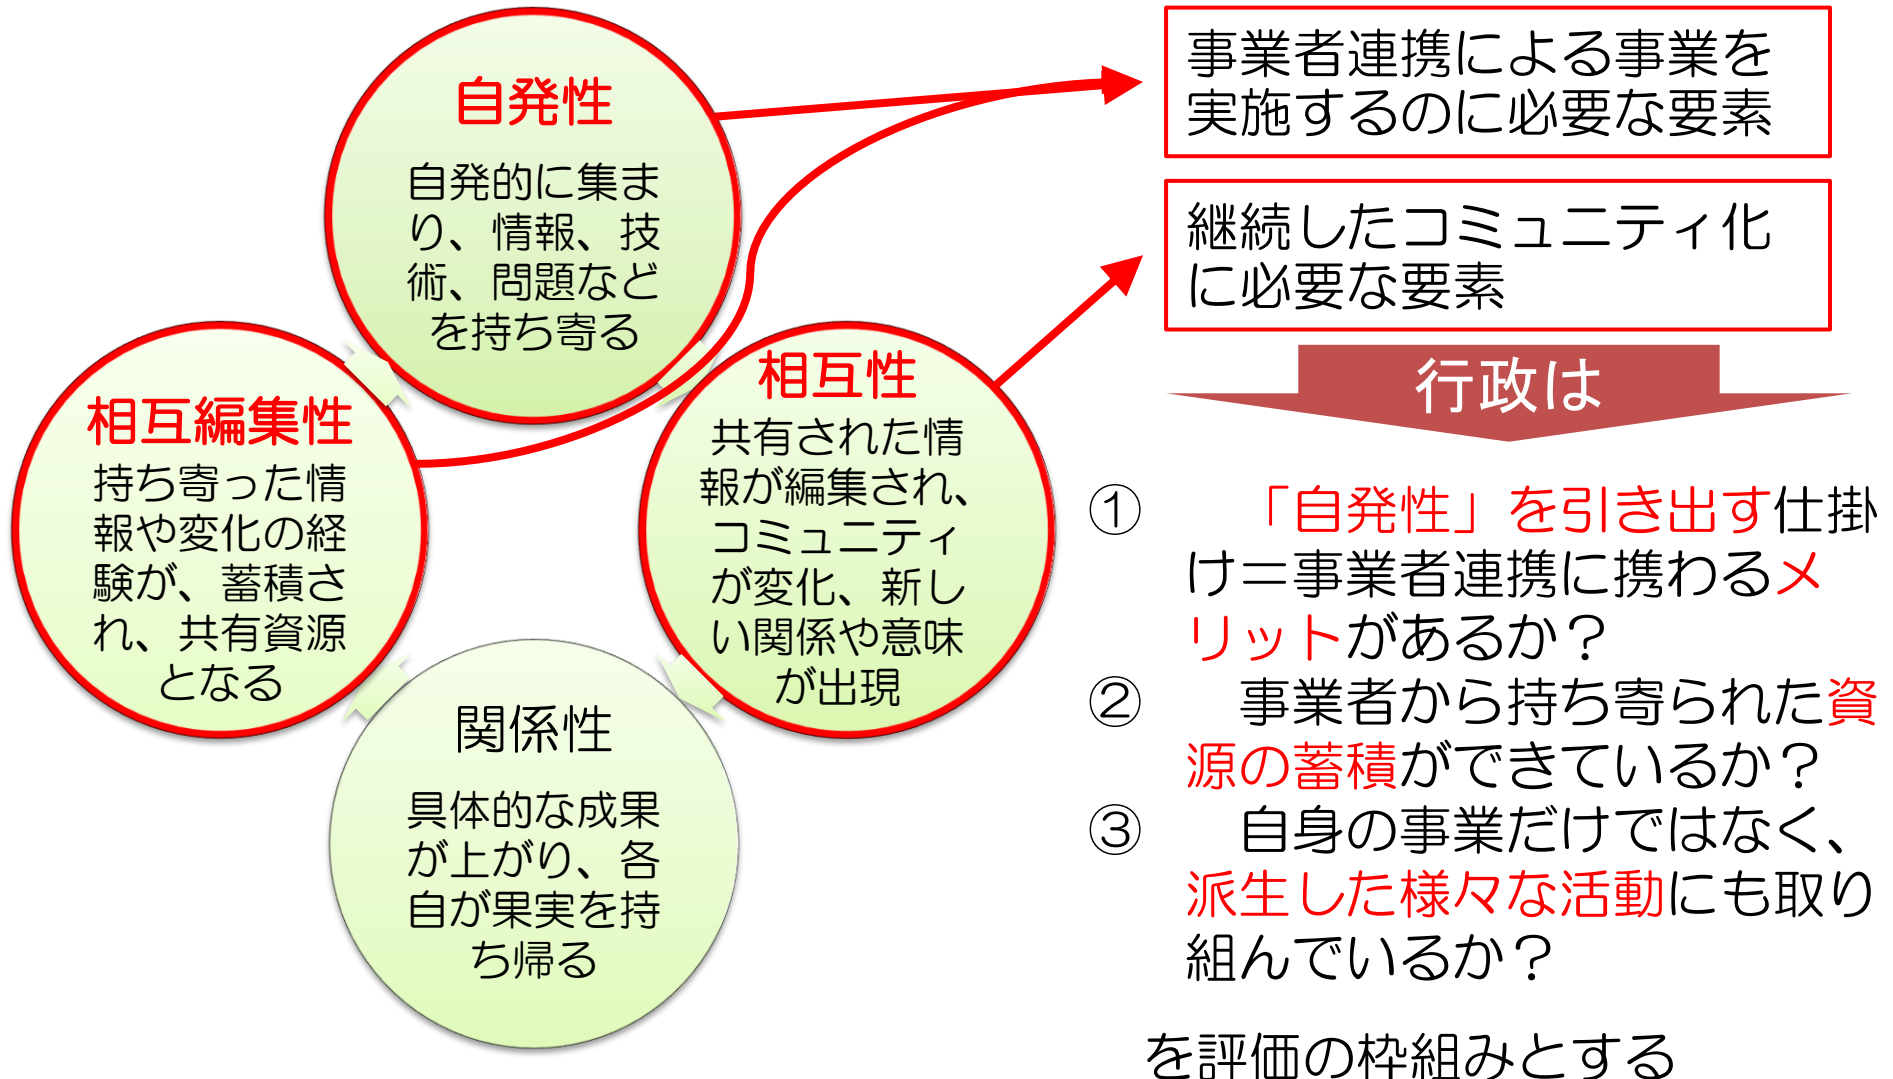 自発性
自発的に集ま
り、情報、技
術、問題など
を持ち寄る
相互編集性
持ち寄った情
報や変化の経
験が、蓄積さ
れ、共有資源
となる
相互性
共有された情
報が編集され、
コミュニティ
が変化、新し
い関係や意味
が出現
関係性
具体的な成果
が上がり、各
自が果実を持
ち帰る
事業者連携による事業を
実施するのに必要な要素
継続したコミュニティ化
に必要な要素
行政は
① 「自発性」を引き出す仕掛
け＝事業者連携に携わるメ
リットがあるか？
② 事業者から持ち寄られた資
源の蓄積ができているか？
③ 自身の事業だけではなく、
派生した様々な活動にも取り
組んでいるか？
を評価の枠組みとする